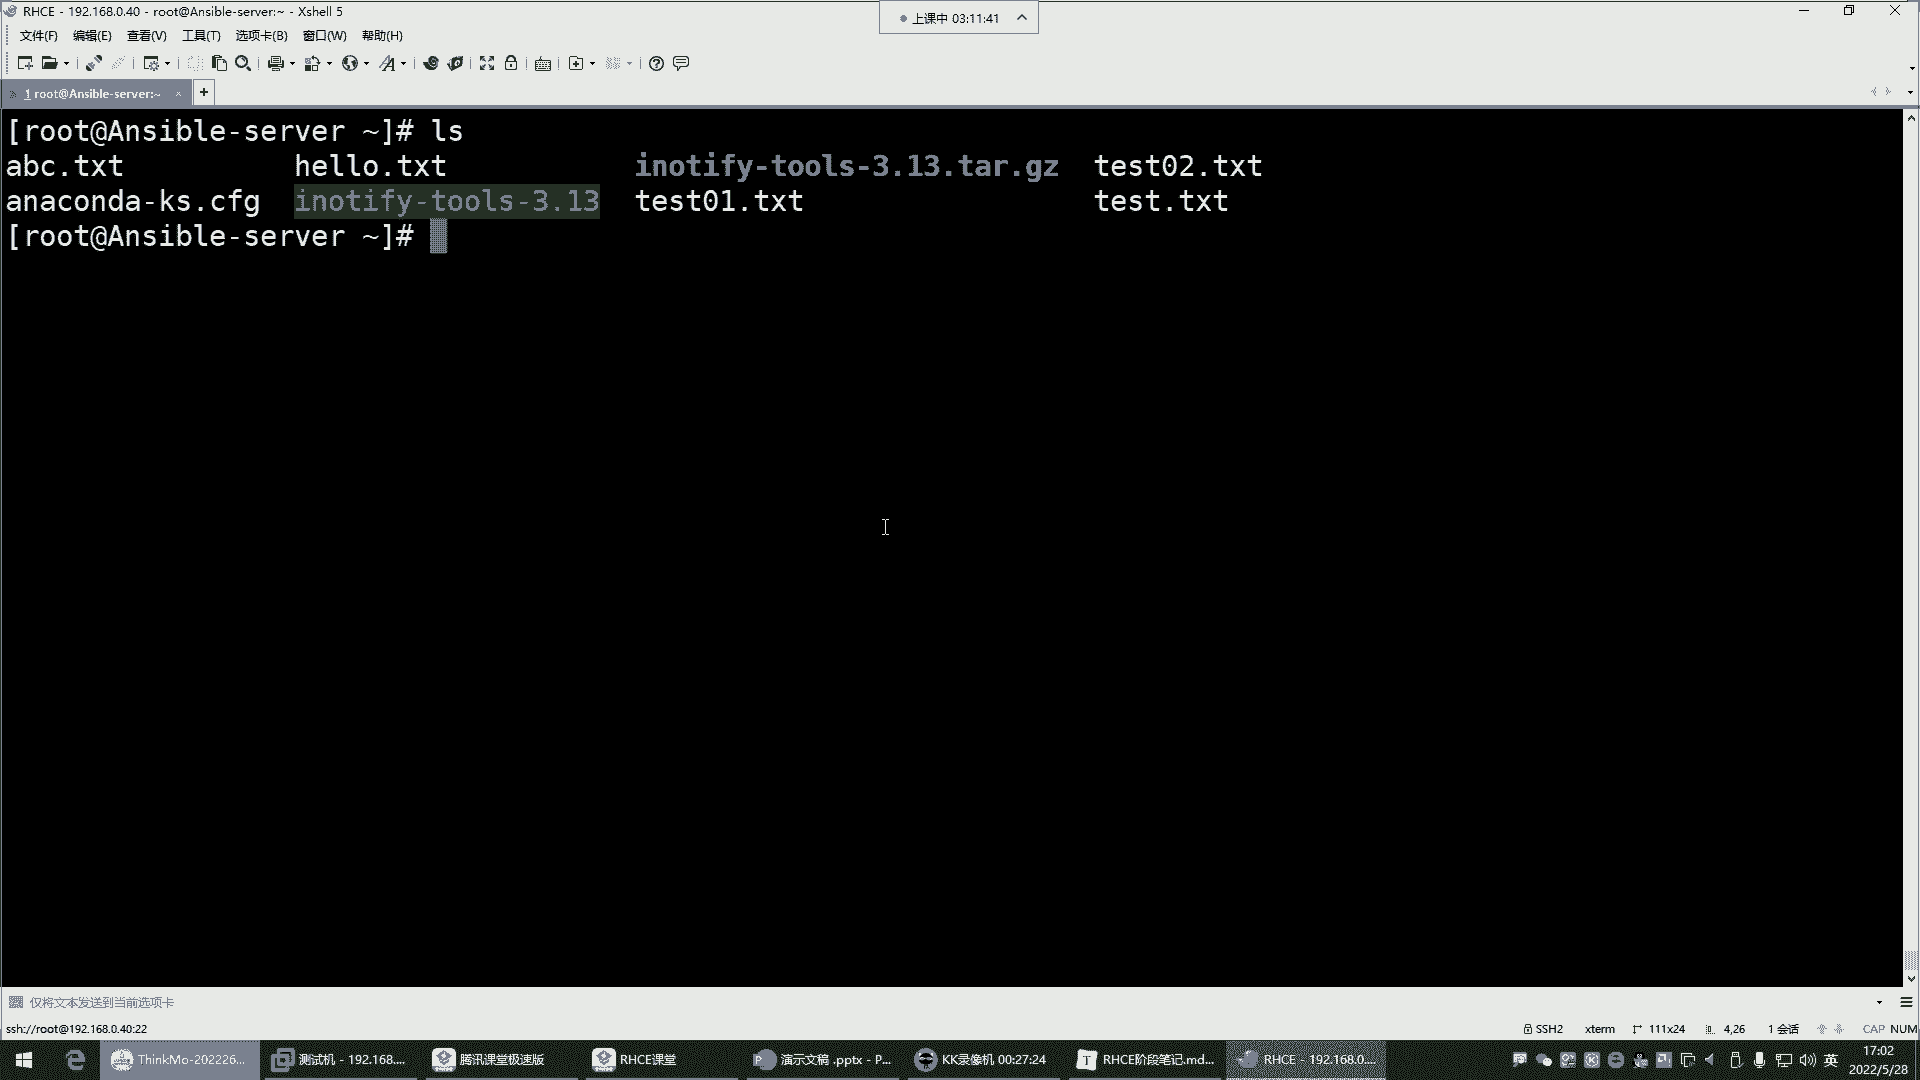 RHCE - 192.168.0.40 - root@Ansible-server:~ - Xshell 5
上课中 03:11:41
文件(F) 编辑(E) 查看(V) 工具(T) 选项卡(B) 窗口(W) 帮助(H)
1 root@Ansible-server:~
[root@Ansible-server ~]# ls
abc.txt hello.txt inotify-tools-3.13.tar.gz test02.txt
anaconda-ks.cfg inotify-tools-3.13 test01.txt test.txt
[root@Ansible-server ~]#
仅将文本发送到当前选项卡
ssh://root@192.168.0.40:22 SSH2 xterm 111x24 4,26 1 会话 CAP NUM
ThinkMo-202226... 测试机 - 192.168.... 腾讯课堂极速版 RHCE课堂 演示文稿 .pptx - P... KK录像机 00:27:24 RHCE阶段笔记.md... RHCE - 192.168.0.... 英 17:02
2022/5/28